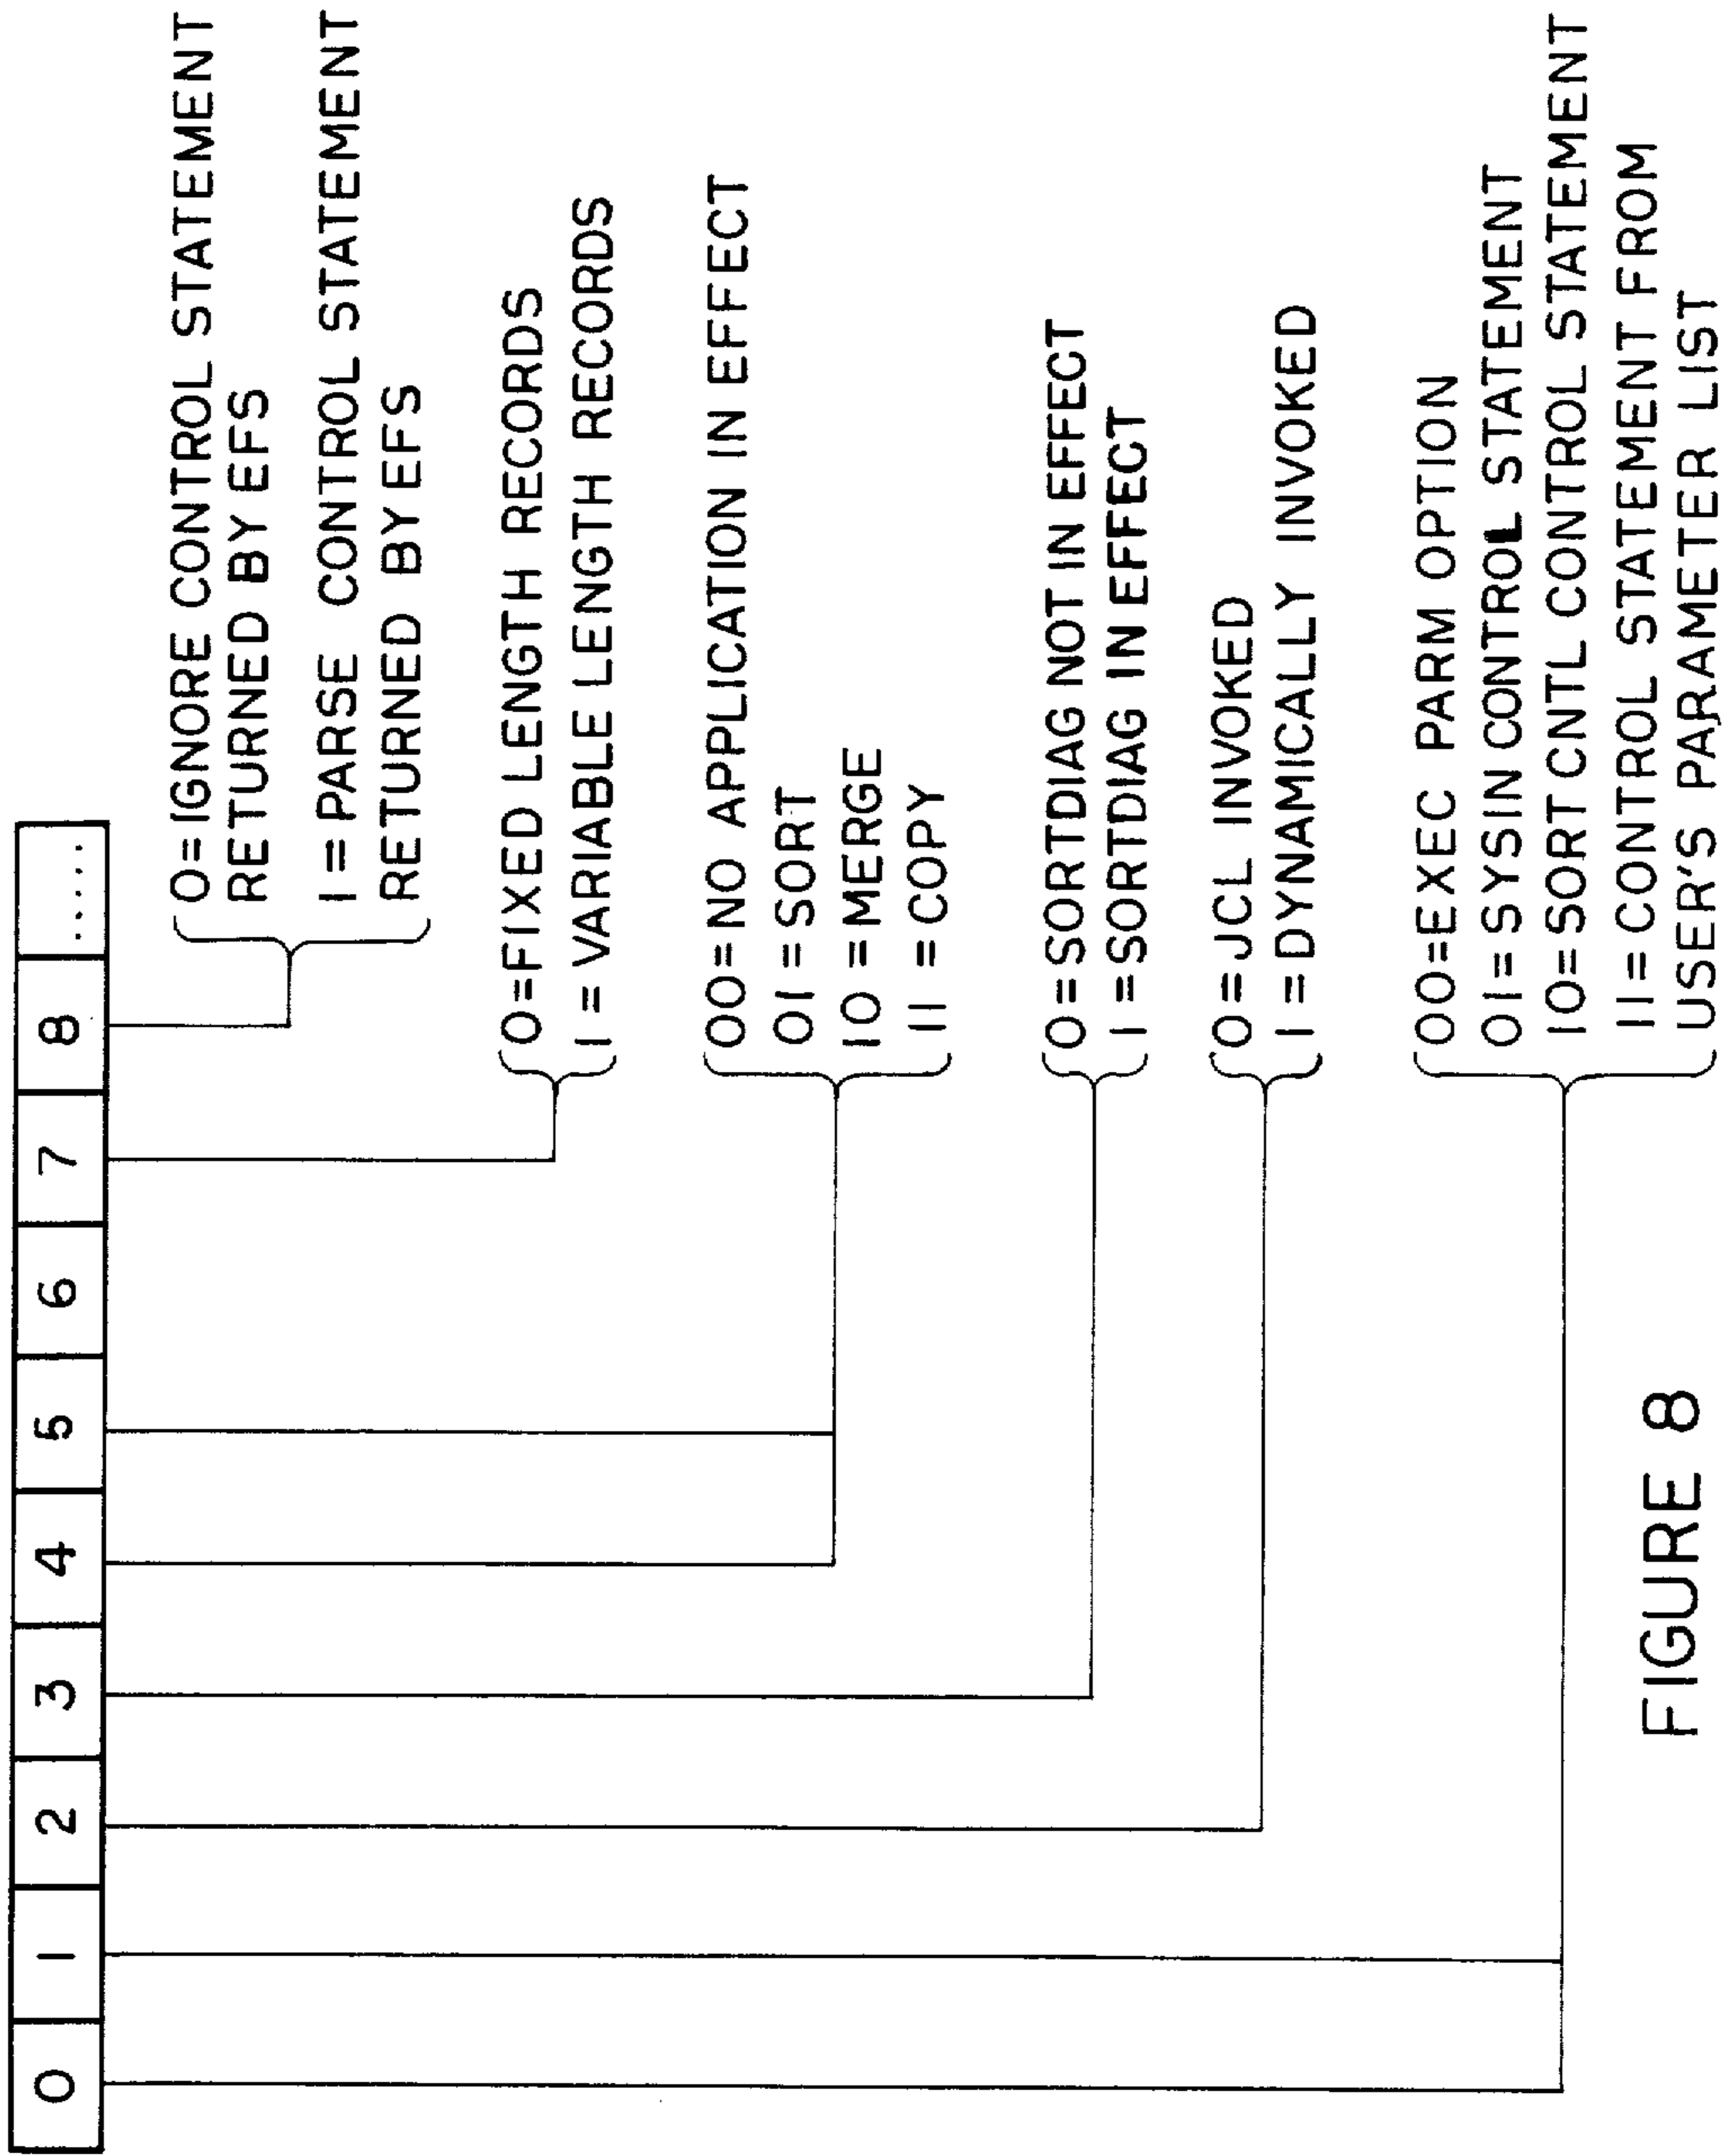 0 1 2 3 4 5 6 7 8 .....
0=IGNORE CONTROL STATEMENT
RETURNED BY EFS
1=PARSE CONTROL STATEMENT
RETURNED BY EFS
0=FIXED LENGTH RECORDS
1=VARIABLE LENGTH RECORDS
00=NO APPLICATION IN EFFECT
01=SORT
10=MERGE
11=COPY
0=SORTDIAG NOT IN EFFECT
1=SORTDIAG IN EFFECT
0=JCL INVOKED
1=DYNAMICALLY INVOKED
00=EXEC PARM OPTION
01=SYSIN CONTROL STATEMENT
10=SORT CNTL CONTROL STATEMENT
11=CONTROL STATEMENT FROM
USER'S PARAMETER LIST
FIGURE 8